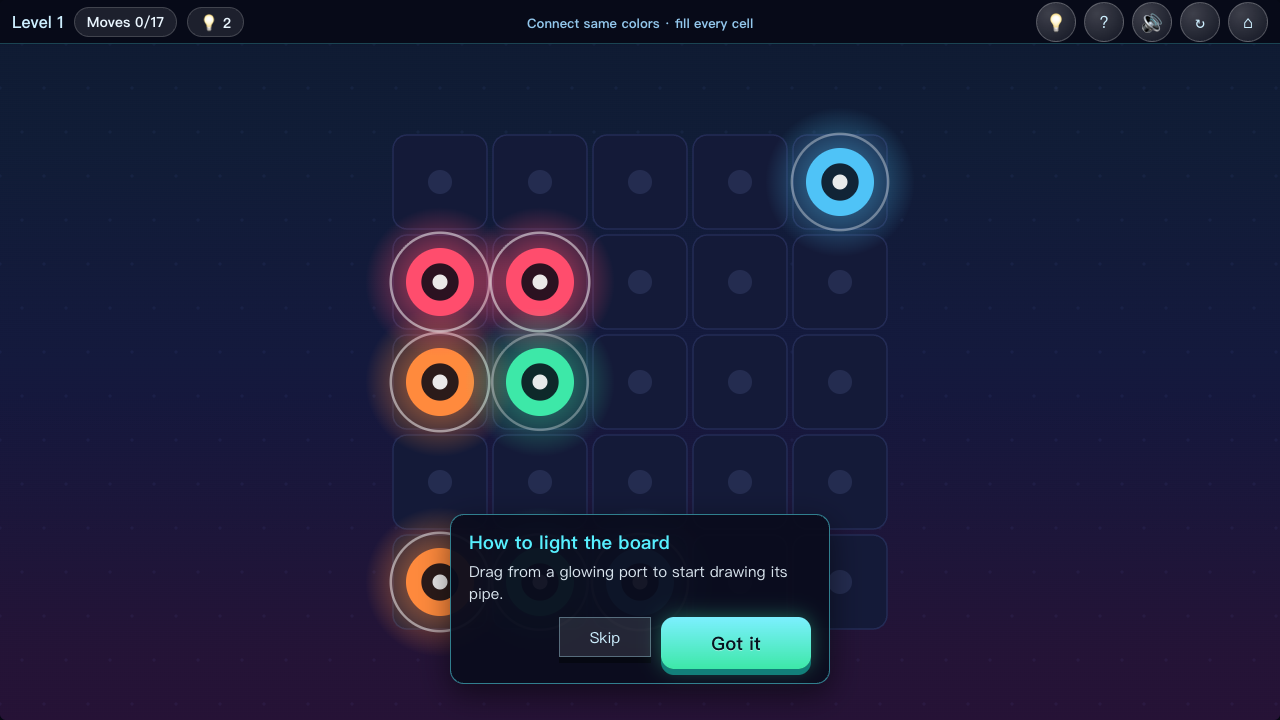 Level 1
Moves 0/17
2
Connect same colors · fill every cell
?
How to light the board
Drag from a glowing port to start drawing its
pipe.
Skip
Got it